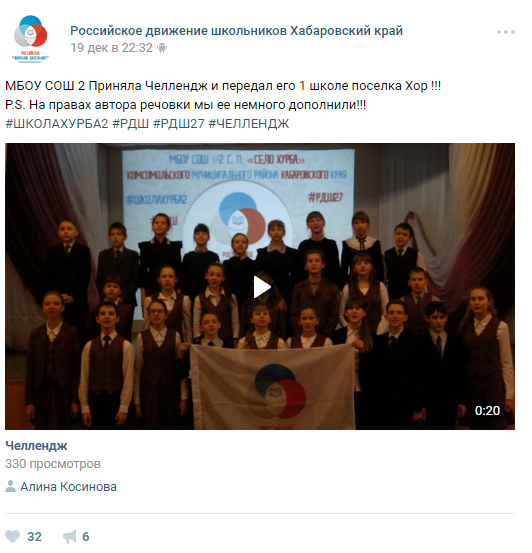 Российское движение школьников Хабаровский край
19 дек в 22:32
МБОУ СОШ 2 Приняла Челлендж и передал его 1 школе поселка Хор !!!
P.S. На правах автора речовки мы ее немного дополнили!!!
#ШКОЛАХУРБА2 #РДШ #РДШ27 #ЧЕЛЛЕНДЖ
МБОУ СОШ №2 С. П. «СЕЛО ХУРБА»
КОМСОМОЛЬСКОГО МУНИЦИПАЛЬНОГО РАЙОНА ХАБАРОВСКОГО КРАЯ
#ШКОЛАХУРБА2
#РДШ27
0:20
Челлендж
330 просмотров
Алина Косинова
32
6